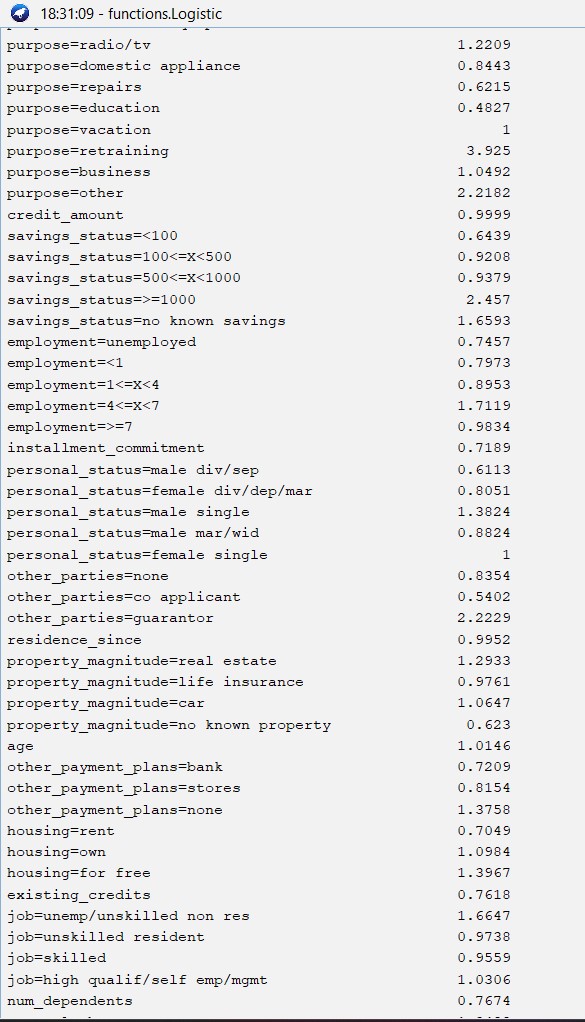 18:31:09 - functions.Logistic
purpose=radio/tv 1.2209
purpose=domestic appliance 0.8443
purpose=repairs 0.6215
purpose=education 0.4827
purpose=vacation 1
purpose=retraining 3.925
purpose=business 1.0492
purpose=other 2.2182
credit_amount 0.9999
savings_status=<100 0.6439
savings_status=100<=X<500 0.9208
savings_status=500<=X<1000 0.9379
savings_status=>=1000 2.457
savings_status=no known savings 1.6593
employment=unemployed 0.7457
employment=<1 0.7973
employment=1<=X<4 0.8953
employment=4<=X<7 1.7119
employment=>=7 0.9834
installment_commitment 0.7189
personal_status=male div/sep 0.6113
personal_status=female div/dep/mar 0.8051
personal_status=male single 1.3824
personal_status=male mar/wid 0.8824
personal_status=female single 1
other_parties=none 0.8354
other_parties=co applicant 0.5402
other_parties=guarantor 2.2229
residence_since 0.9952
property_magnitude=real estate 1.2933
property_magnitude=life insurance 0.9761
property_magnitude=car 1.0647
property_magnitude=no known property 0.623
age 1.0146
other_payment_plans=bank 0.7209
other_payment_plans=stores 0.8154
other_payment_plans=none 1.3758
housing=rent 0.7049
housing=own 1.0984
housing=for free 1.3967
existing_credits 0.7618
job=unemp/unskilled non res 1.6647
job=unskilled resident 0.9738
job=skilled 0.9559
job=high qualif/self emp/mgmt 1.0306
num_dependents 0.7674